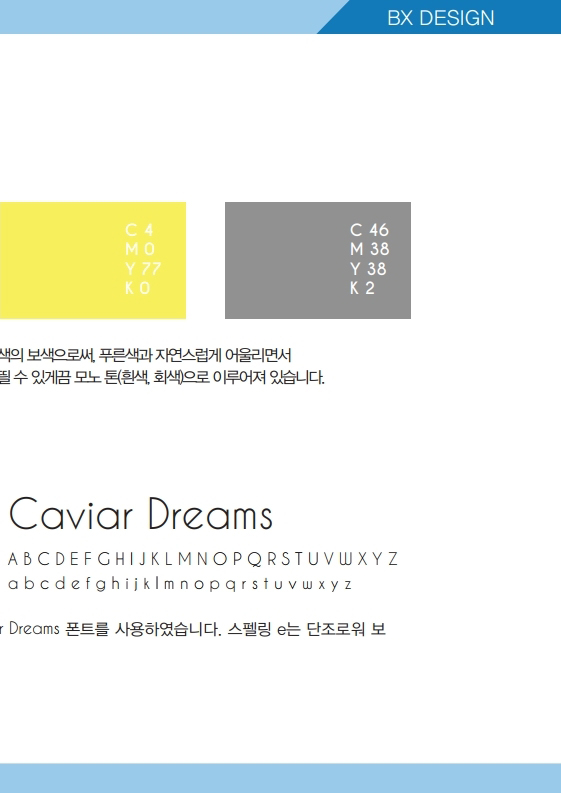 BX DESIGN
C 4
M 0
Y 77
K 0
C 46
M 38
Y 38
K 2
색의 보색으로써, 푸른색과 자연스럽게 어울리면서
띌 수 있게끔 모노 톤(흰색, 회색)으로 이루어져 있습니다.
Caviar Dreams
A B C D E F G H I J K L M N O P Q R S T U V W X Y Z
a b c d e f g h i j k l m n o p q r s t u v w x y z
r Dreams 폰트를 사용하였습니다. 스펠링 e는 단조로워 보